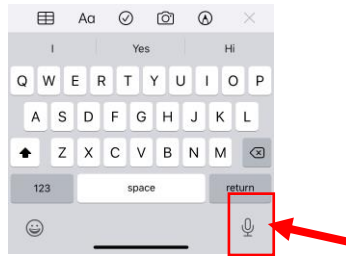 Aa
I Yes Hi
Q W E R T Y U I O P
A S D F G H J K L
Z X C V B N M
123 space return